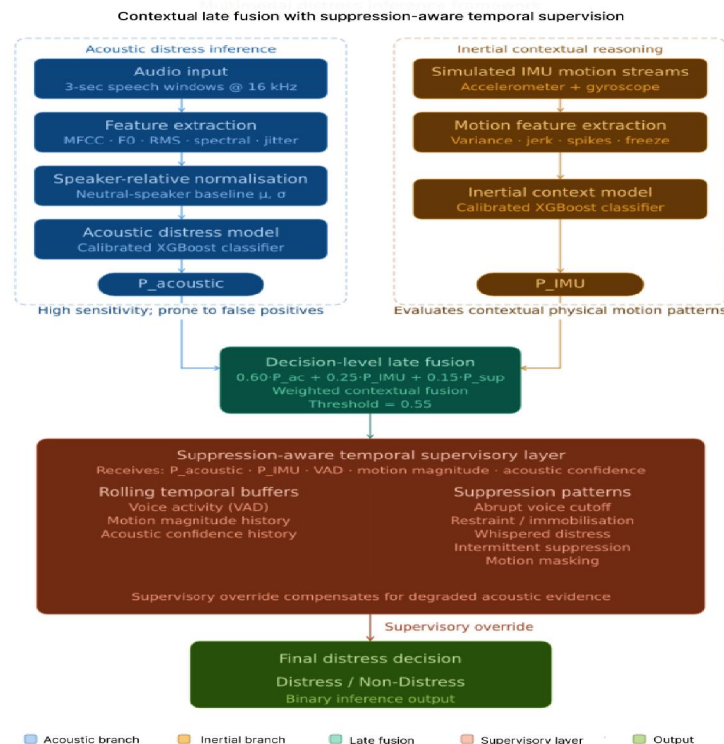 Contextual late fusion with suppression-aware temporal supervision
Acoustic distress inference
Audio input
3-sec speech windows @ 16 kHz
Feature extraction
MFCC · F0 · RMS · spectral · jitter
Speaker-relative normalisation
Neutral-speaker baseline μ, σ
Acoustic distress model
Calibrated XGBoost classifier
P_acoustic
High sensitivity; prone to false positives
Inertial contextual reasoning
Simulated IMU motion streams
Accelerometer + gyroscope
Motion feature extraction
Variance · jerk · spikes · freeze
Inertial context model
Calibrated XGBoost classifier
P_IMU
Evaluates contextual physical motion patterns
Decision-level late fusion
0.60·P_ac + 0.25·P_IMU + 0.15·P_sup
Weighted contextual fusion
Threshold = 0.55
Suppression-aware temporal supervisory layer
Receives: P_acoustic · P_IMU · VAD · motion magnitude · acoustic confidence
Rolling temporal buffers
Voice activity (VAD)
Motion magnitude history
Acoustic confidence history
Suppression patterns
Abrupt voice cutoff
Restraint / immobilisation
Whispered distress
Intermittent suppression
Motion masking
Supervisory override compensates for degraded acoustic evidence
Supervisory override
Final distress decision
Distress / Non-Distress
Binary inference output
Acoustic branch
Inertial branch
Late fusion
Supervisory layer
Output